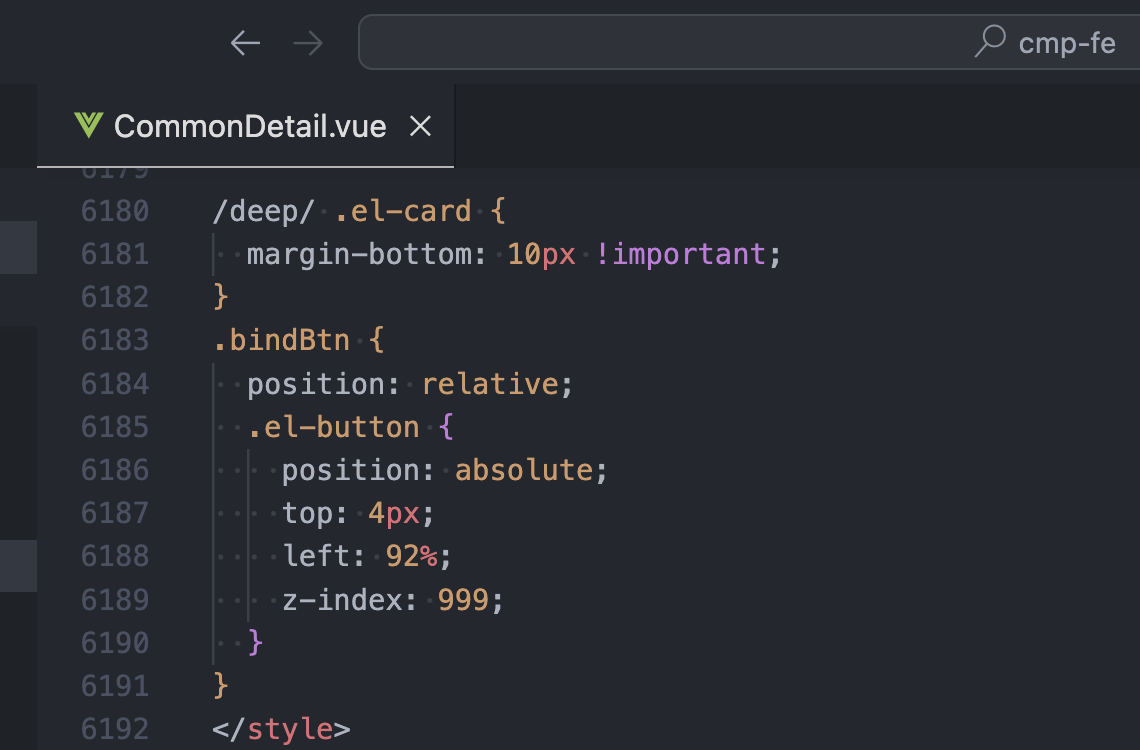 cmp-fe
CommonDetail.vue
6179
6180 /deep/ .el-card {
6181 margin-bottom: 10px !important;
6182 }
6183 .bindBtn {
6184 position: relative;
6185 .el-button {
6186 position: absolute;
6187 top: 4px;
6188 left: 92%;
6189 z-index: 999;
6190 }
6191 }
6192 </style>